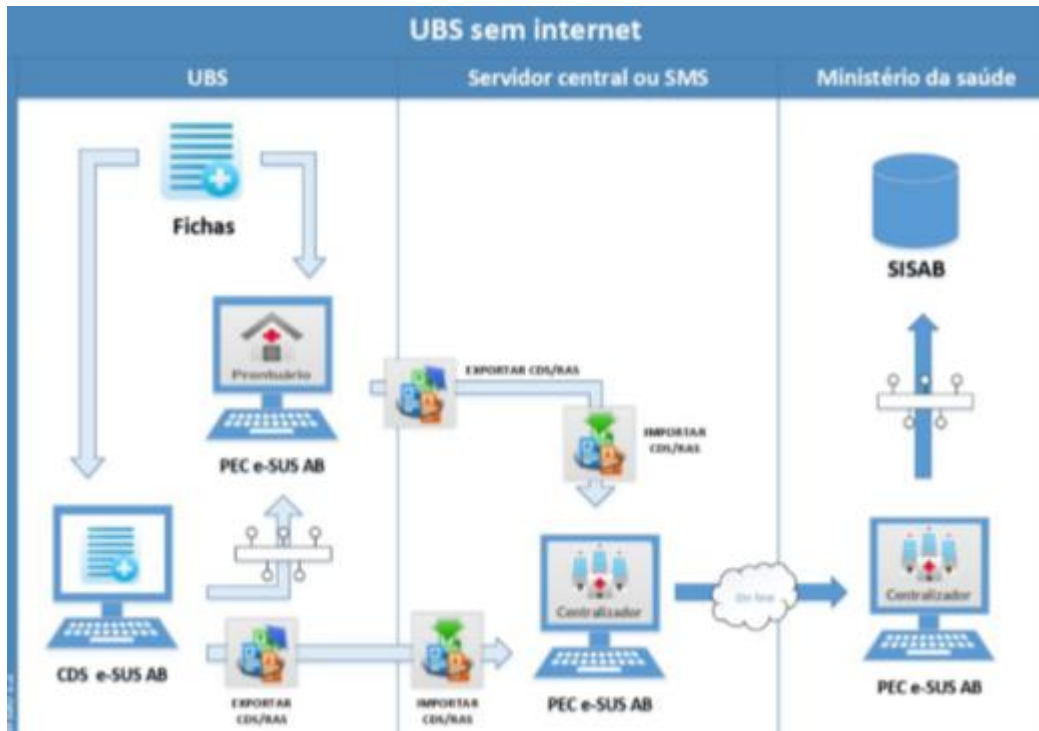 UBS sem internet
UBS
Servidor central ou SMS
Ministério da saúde
Fichas
SISAB
Prontuário
EXPORTAR CDS/RAS
IMPORTAR
CDS/RAS
PEC e-SUS AB
Centralizador
On line
Centralizador
CDS e-SUS AB
PEC e-SUS AB
PEC e-SUS AB
EXPORTAR
CDS/RAS
IMPORTAR
CDS/RAS